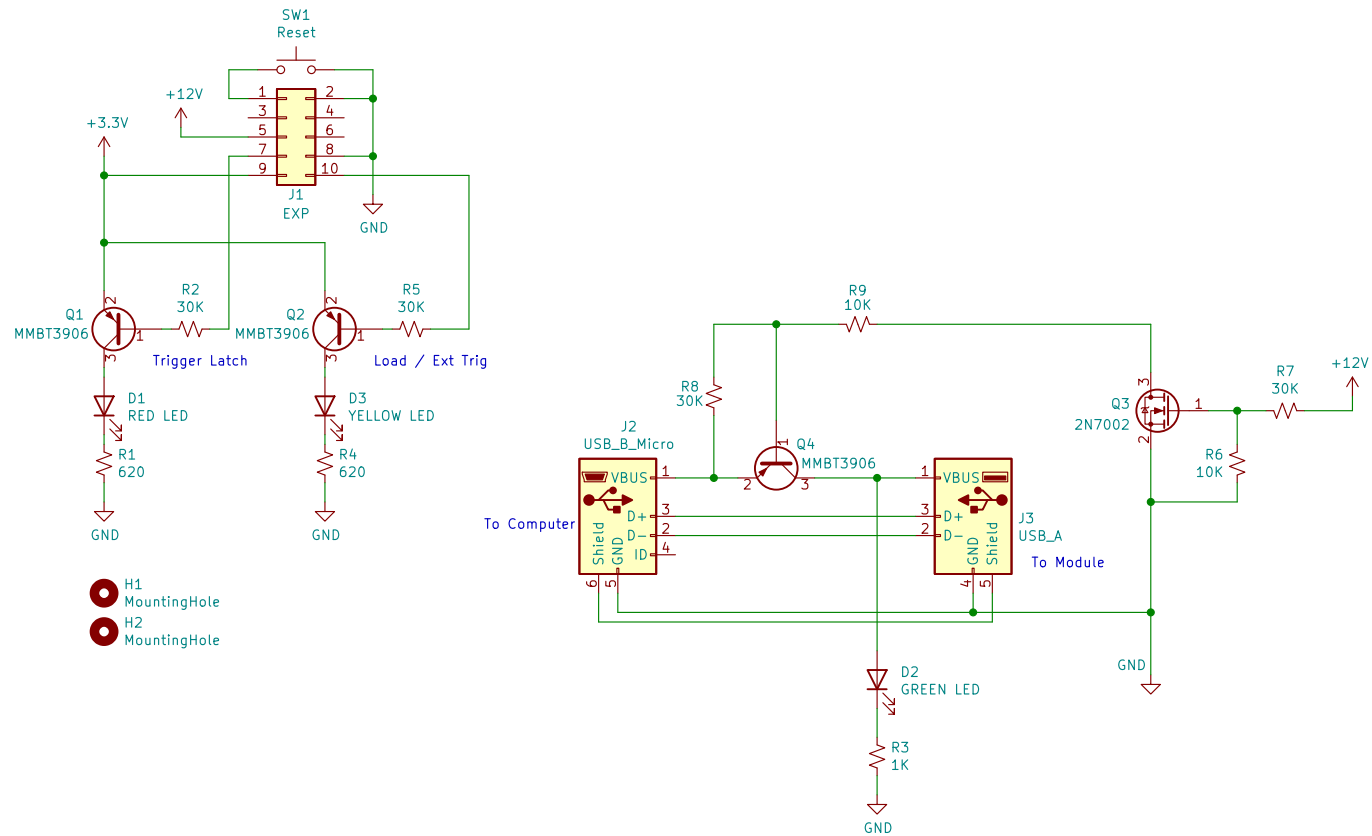 SW1
Reset
+12V
+3.3V
1
2
3
4
5
6
7
8
9
10
J1
EXP
GND
Q1
MMBT3906
2
1
3
R2
30K
Trigger Latch
Q2
MMBT3906
2
1
3
R5
30K
Load / Ext Trig
D1
RED LED
R1
620
GND
D3
YELLOW LED
R4
620
GND
H1
MountingHole
H2
MountingHole
R9
10K
R8
30K
J2
USB_B_Micro
VBUS
1
D+
3
D-
2
ID
4
Shield
GND
6
5
To Computer
Q4
MMBT3906
1
2
3
1
VBUS
3
D+
2
D-
GND
Shield
4
5
J3
USB_A
To Module
Q3
2N7002
3
1
2
R7
30K
+12V
R6
10K
GND
D2
GREEN LED
R3
1K
GND